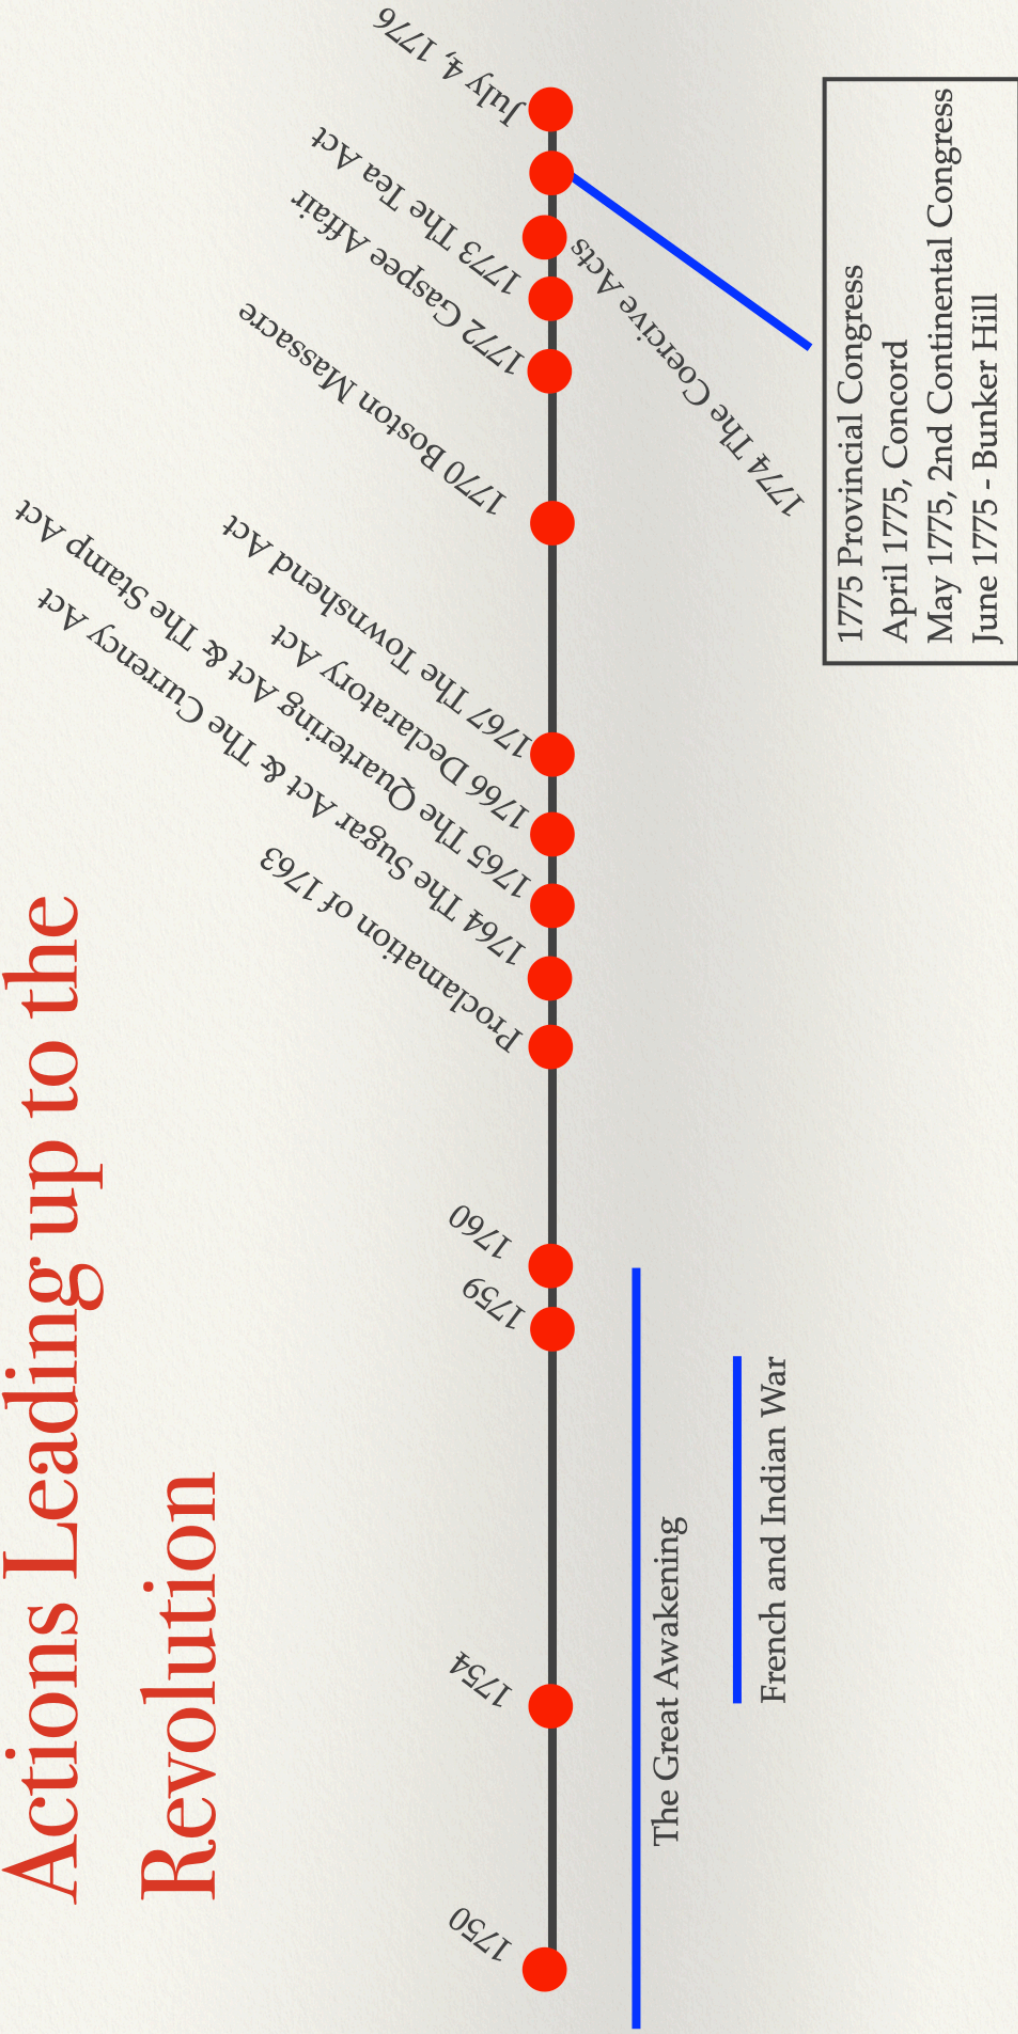 Actions Leading up to the
Revolution
1750
1754
1759
1760
Proclamation of 1763
1764 The Sugar Act & The Currency Act
1765 The Quartering Act & The Stamp Act
1766 Declaratory Act
1767 The Townshend Act
1770 Boston Massacre
1772 Gaspee Affair
1773 The Tea Act
1774 The Coercive Acts
July 4, 1776
The Great Awakening
French and Indian War
1775 Provincial Congress
April 1775, Concord
May 1775, 2nd Continental Congress
June 1775 - Bunker Hill